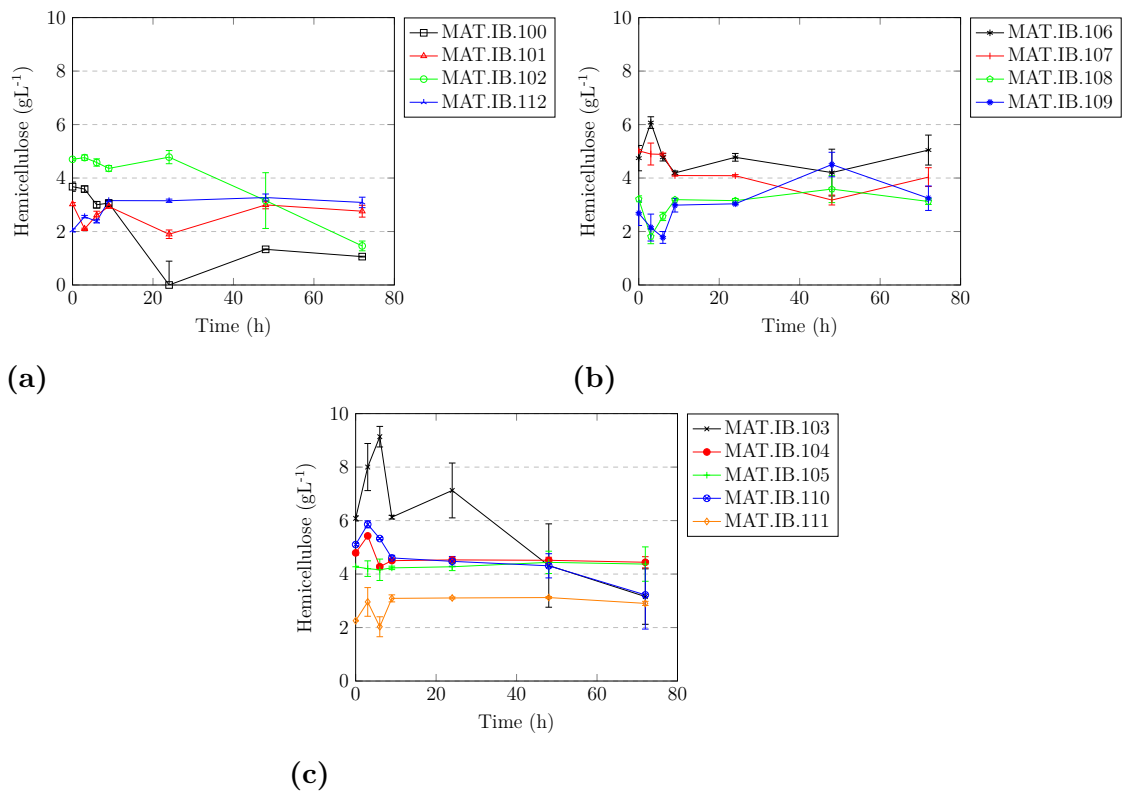 10
8
6
4
2
0
Hemicellulose (gL⁻¹)
0 20 40 60 80
Time (h)
MAT.IB.100
MAT.IB.101
MAT.IB.102
MAT.IB.112
(a)
10
8
6
4
2
0
Hemicellulose (gL⁻¹)
0 20 40 60 80
Time (h)
MAT.IB.106
MAT.IB.107
MAT.IB.108
MAT.IB.109
(b)
10
8
6
4
2
0
Hemicellulose (gL⁻¹)
0 20 40 60 80
Time (h)
MAT.IB.103
MAT.IB.104
MAT.IB.105
MAT.IB.110
MAT.IB.111
(c)